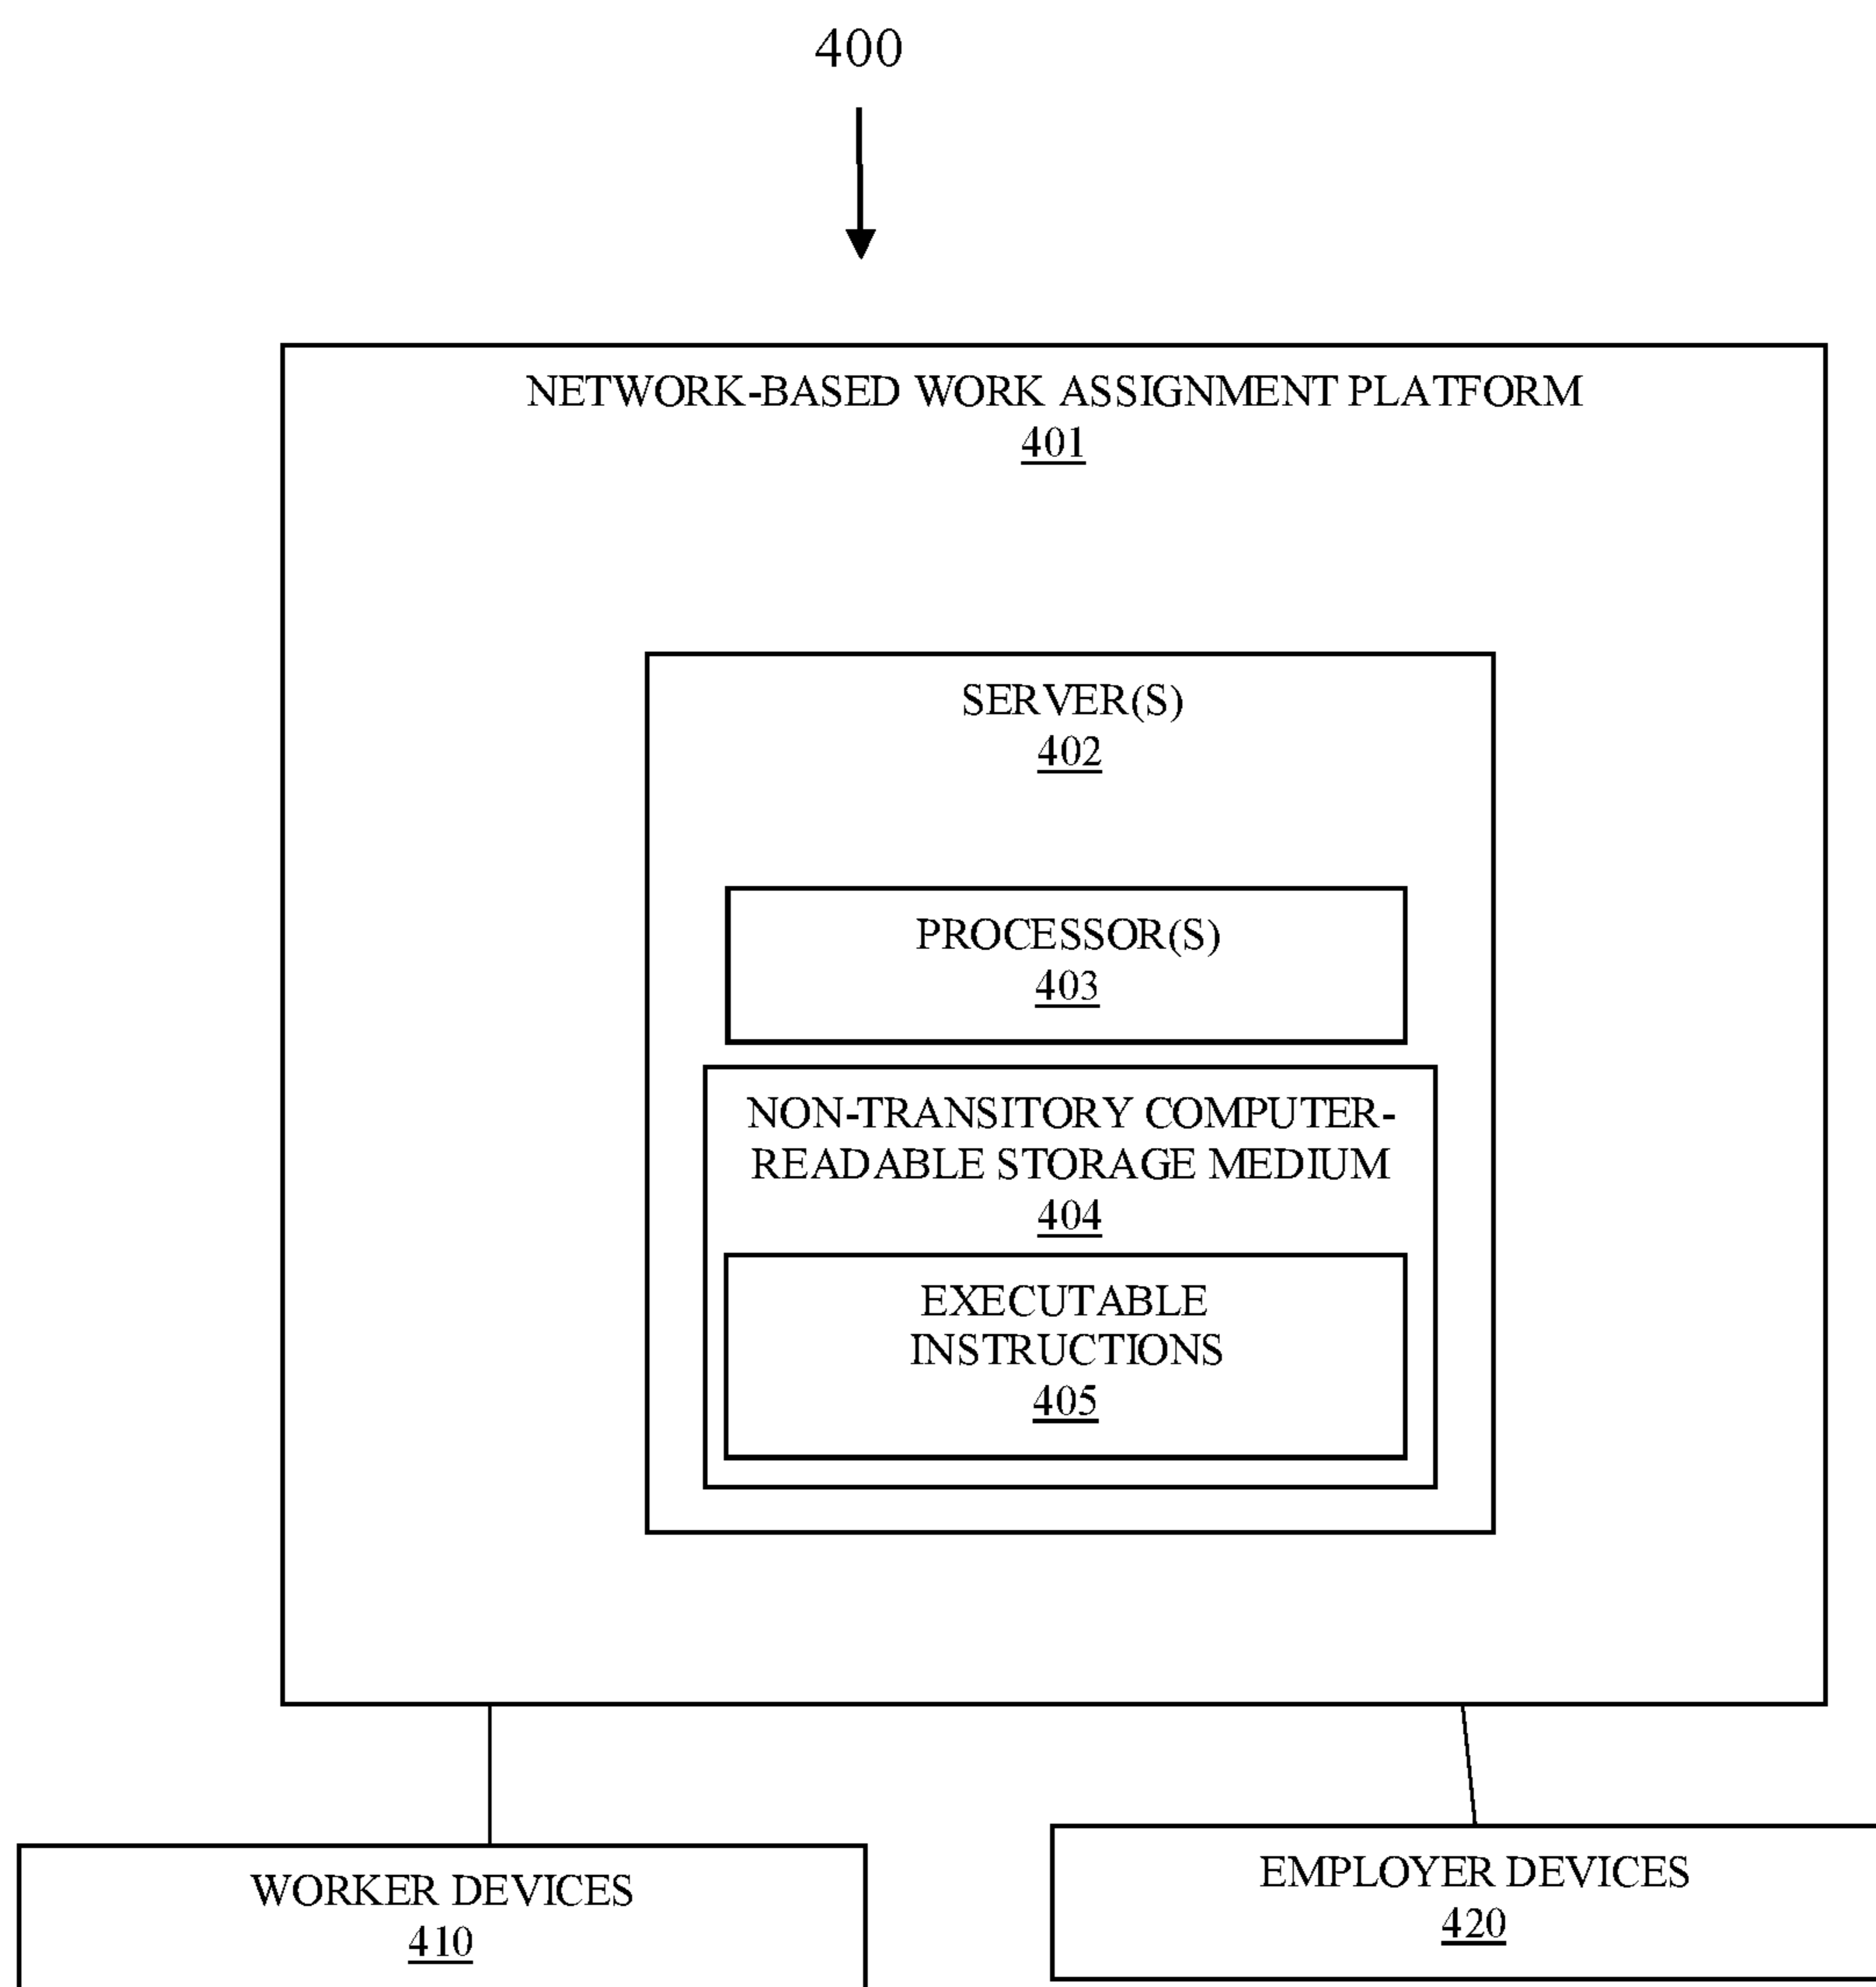 400
NETWORK-BASED WORK ASSIGNMENT PLATFORM
401
SERVER(S)
402
PROCESSOR(S)
403
NON-TRANSITORY COMPUTER-
READABLE STORAGE MEDIUM
404
EXECUTABLE
INSTRUCTIONS
405
WORKER DEVICES
410
EMPLOYER DEVICES
420